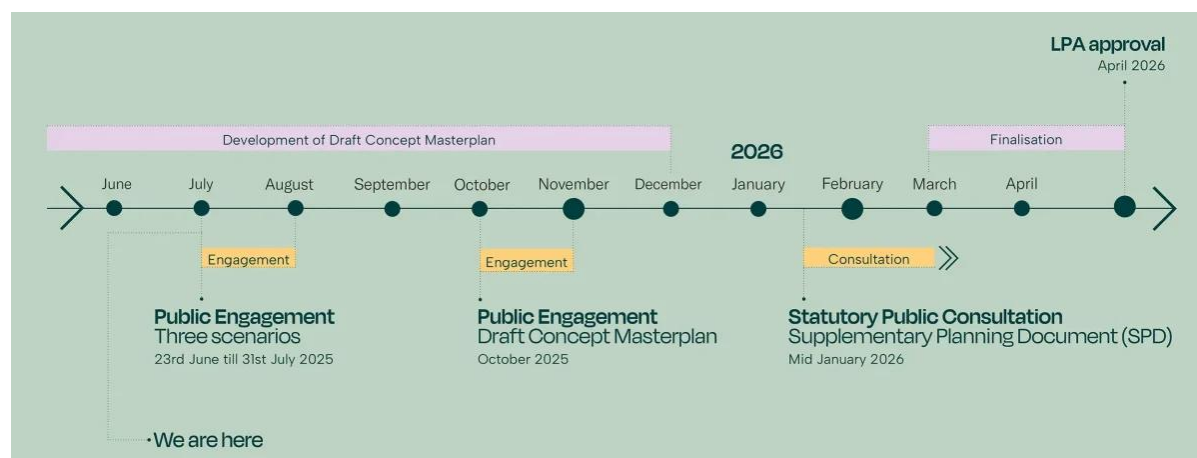 LPA approval
April 2026
Development of Draft Concept Masterplan
Finalisation
2026
June July August September October November December January February March April
Engagement
Engagement
Consultation
Public Engagement
Three scenarios
23rd June till 31st July 2025
Public Engagement
Draft Concept Masterplan
October 2025
Statutory Public Consultation
Supplementary Planning Document (SPD)
Mid January 2026
We are here